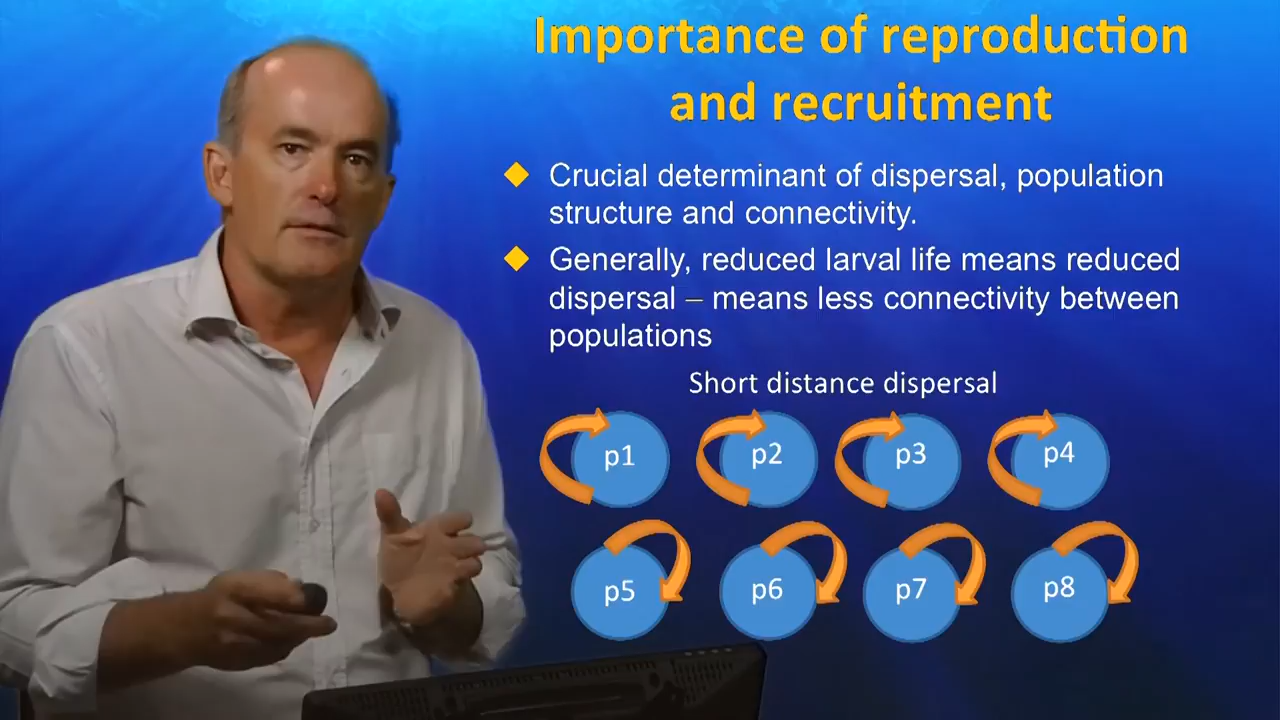 Importance of reproduction
and recruitment
Crucial determinant of dispersal, population
structure and connectivity.
Generally, reduced larval life means reduced
dispersal – means less connectivity between
populations
Short distance dispersal
p1 p2 p3 p4
p5 p6 p7 p8